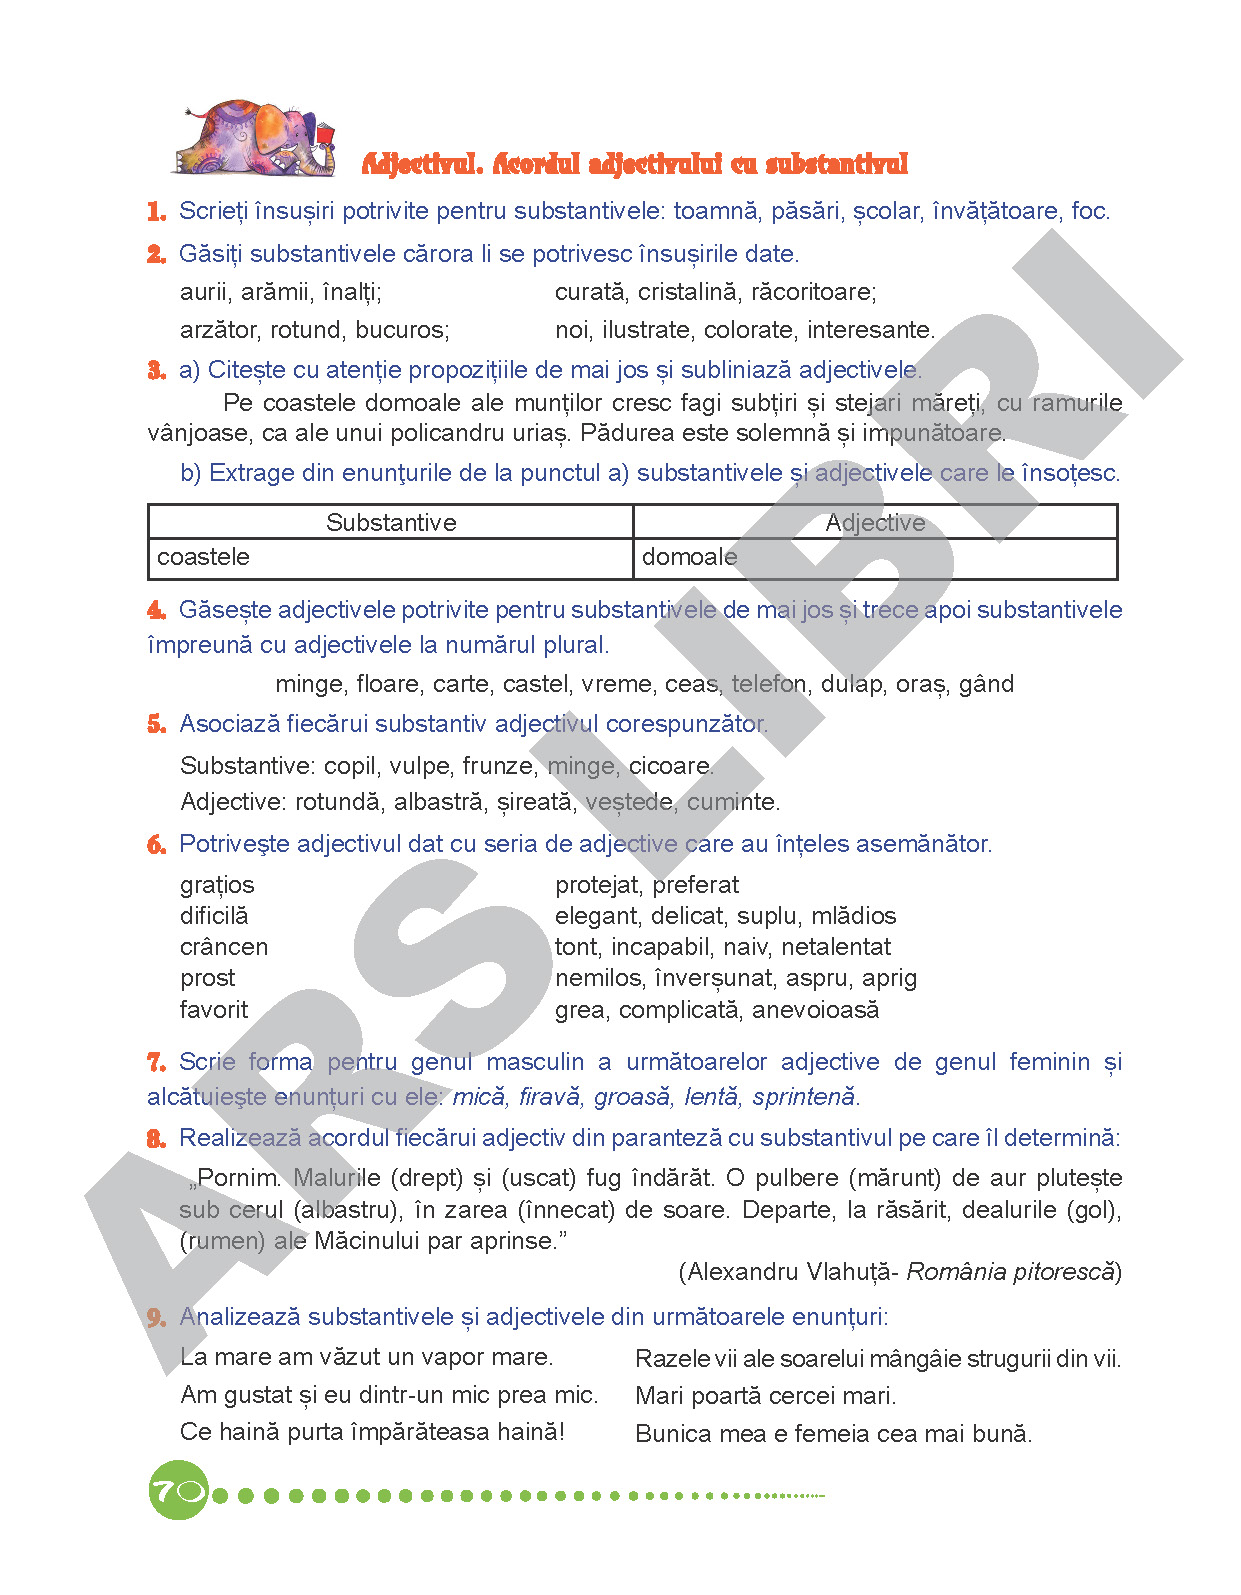 Adjectivul. Acordul adjectivului cu substantivul
1. Scrieți însușiri potrivite pentru substantivele: toamnă, păsări, școlar, învățătoare, foc.
2. Găsiți substantivele cărora li se potrivesc însușirile date.
aurii, arămii, înalți; curată, cristalină, răcoritoare;
arzător, rotund, bucuros; noi, ilustrate, colorate, interesante.
3. a) Citește cu atenție propozițiile de mai jos și subliniază adjectivele.
Pe coastele domoale ale munților cresc fagi subțiri și stejari măreți, cu ramurile
vânjoase, ca ale unui policandru uriaș. Pădurea este solemnă și impunătoare.
b) Extrage din enunţurile de la punctul a) substantivele și adjectivele care le însoțesc.
Substantive Adjective
coastele domoale
4. Găsește adjectivele potrivite pentru substantivele de mai jos și trece apoi substantivele
împreună cu adjectivele la numărul plural.
minge, floare, carte, castel, vreme, ceas, telefon, dulap, oraș, gând
5. Asociază fiecărui substantiv adjectivul corespunzător.
Substantive: copil, vulpe, frunze, minge, cicoare.
Adjective: rotundă, albastră, șireată, veștede, cuminte.
6. Potriveşte adjectivul dat cu seria de adjective care au înțeles asemănător.
grațios protejat, preferat
dificilă elegant, delicat, suplu, mlădios
crâncen tont, incapabil, naiv, netalentat
prost nemilos, înverșunat, aspru, aprig
favorit grea, complicată, anevoioasă
7. Scrie forma pentru genul masculin a următoarelor adjective de genul feminin și
alcătuieşte enunțuri cu ele: mică, firavă, groasă, lentă, sprintenă.
8. Realizează acordul fiecărui adjectiv din paranteză cu substantivul pe care îl determină:
„Pornim. Malurile (drept) și (uscat) fug îndărăt. O pulbere (mărunt) de aur plutește
sub cerul (albastru), în zarea (înnecat) de soare. Departe, la răsărit, dealurile (gol),
(rumen) ale Măcinului par aprinse.”
(Alexandru Vlahuță- România pitorescă)
9. Analizează substantivele și adjectivele din următoarele enunțuri:
La mare am văzut un vapor mare. Razele vii ale soarelui mângâie strugurii din vii.
Am gustat și eu dintr-un mic prea mic. Mari poartă cercei mari.
Ce haină purta împărăteasa haină! Bunica mea e femeia cea mai bună.
70
ARS LIBRI